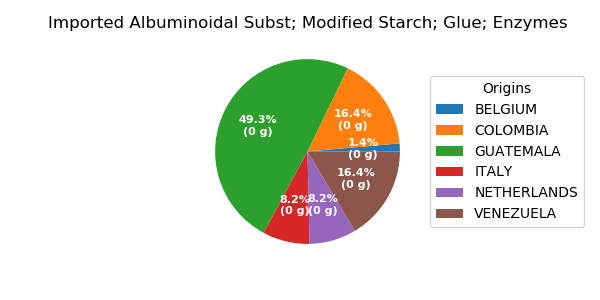 Imported Albuminoidal Subst; Modified Starch; Glue; Enzymes
49.3%
(0 g)
16.4%
(0 g)
1.4%
(0 g)
16.4%
(0 g)
8.2%
(0 g)
8.2%
(0 g)
Origins
BELGIUM
COLOMBIA
GUATEMALA
ITALY
NETHERLANDS
VENEZUELA